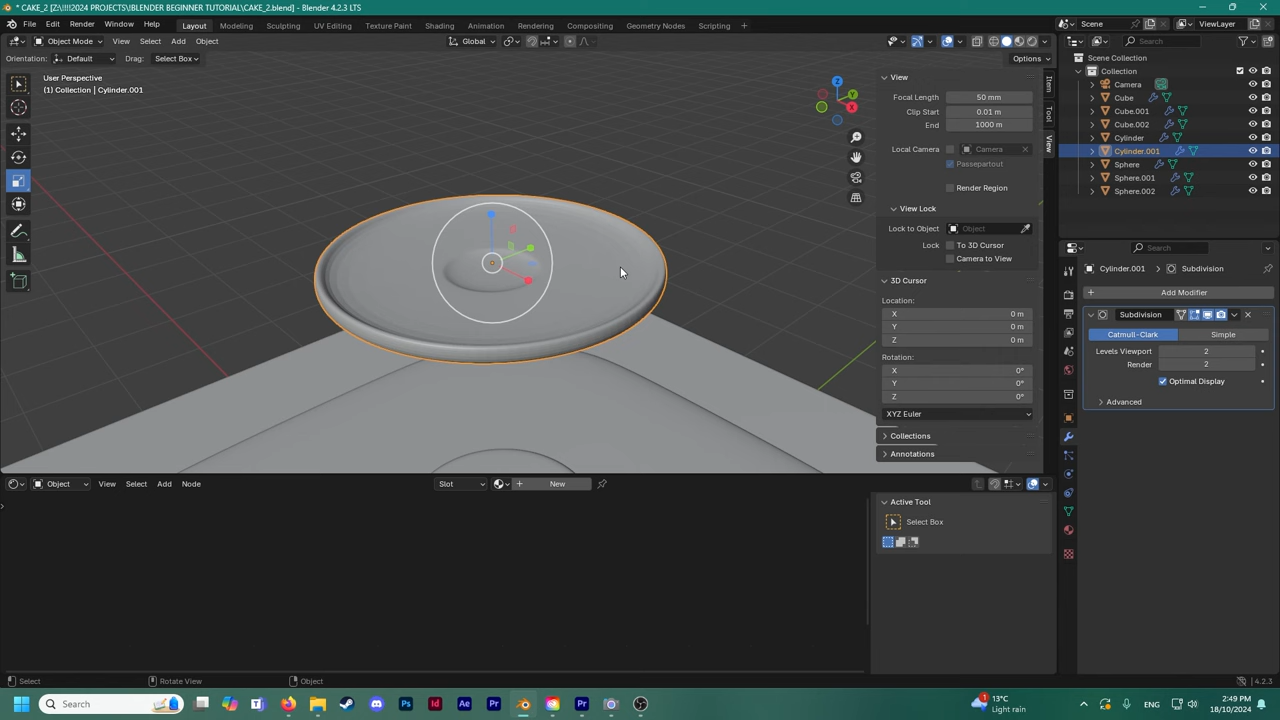 * CAKE_2 [Z:\!!!!2024 PROJECTS\!BLENDER BEGINNER TUTORIAL\CAKE_2.blend] - Blender 4.2.3 LTS
File Edit Render Window Help Layout Modeling Sculpting UV Editing Texture Paint Shading Animation Rendering Compositing Geometry Nodes Scripting + Scene ViewLayer
Object Mode View Select Add Object Global Search
Orientation: Default Drag: Select Box Options
User Perspective
(1) Collection | Cylinder.001
Z
Y
X
Item
Tool
View
View
Focal Length 50 mm
Clip Start 0.01 m
End 1000 m
Local Camera Camera
Passepartout
Render Region
View Lock
Lock to Object Object
Lock To 3D Cursor
Camera to View
3D Cursor
Location:
X 0 m
Y 0 m
Z 0 m
Rotation:
X 0°
Y 0°
Z 0°
XYZ Euler
Collections
Annotations
Scene Collection
Collection
Camera
Cube
Cube.001
Cube.002
Cylinder
Cylinder.001
Sphere
Sphere.001
Sphere.002
Search
Cylinder.001 > Subdivision
+ Add Modifier
Subdivision
Catmull-Clark Simple
Levels Viewport 2
Render 2
Optimal Display
Advanced
Object View Select Add Node Slot + New
Active Tool
Select Box
Select Rotate View Object 4.2.3
Search 1 13°C Light rain ENG 2:49 PM
18/10/2024